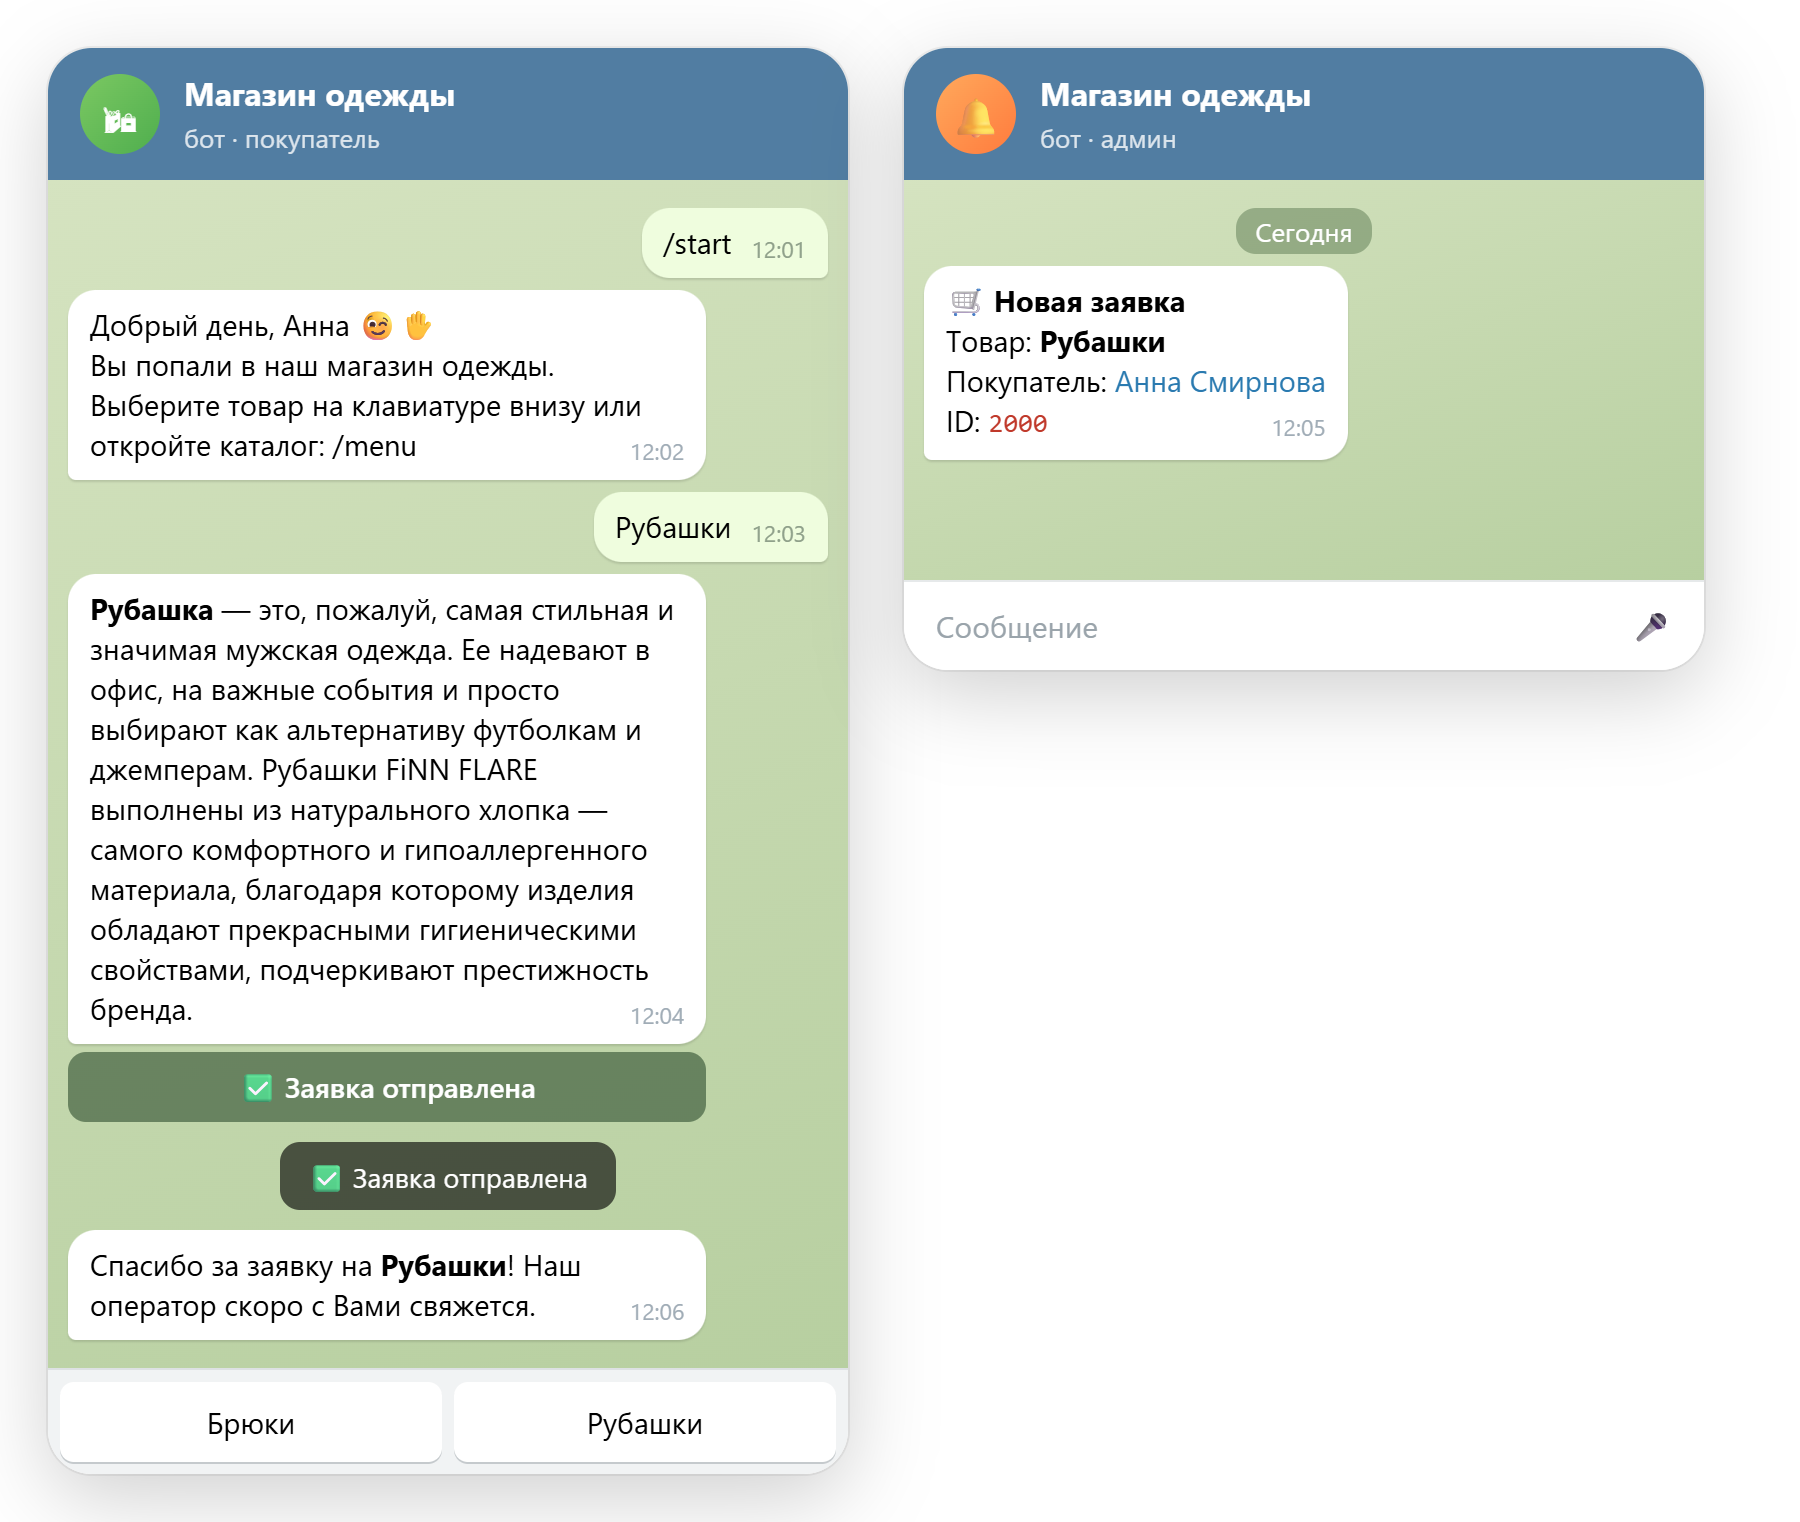 Магазин одежды
бот · покупатель
/start 12:01
Добрый день, Анна 😉 ✋
Вы попали в наш магазин одежды.
Выберите товар на клавиатуре внизу или
откройте каталог: /menu 12:02
Рубашки 12:03
Рубашка — это, пожалуй, самая стильная и
значимая мужская одежда. Ее надевают в
офис, на важные события и просто
выбирают как альтернативу футболкам и
джемперам. Рубашки FiNN FLARE
выполнены из натурального хлопка —
самого комфортного и гипоаллергенного
материала, благодаря которому изделия
обладают прекрасными гигиеническими
свойствами, подчеркивают престижность
бренда. 12:04
✅ Заявка отправлена
✅ Заявка отправлена
Спасибо за заявку на Рубашки! Наш
оператор скоро с Вами свяжется. 12:06
Брюки
Рубашки
Магазин одежды
бот · админ
Сегодня
🛒 Новая заявка
Товар: Рубашки
Покупатель: Анна Смирнова
ID: 2000 12:05
Сообщение